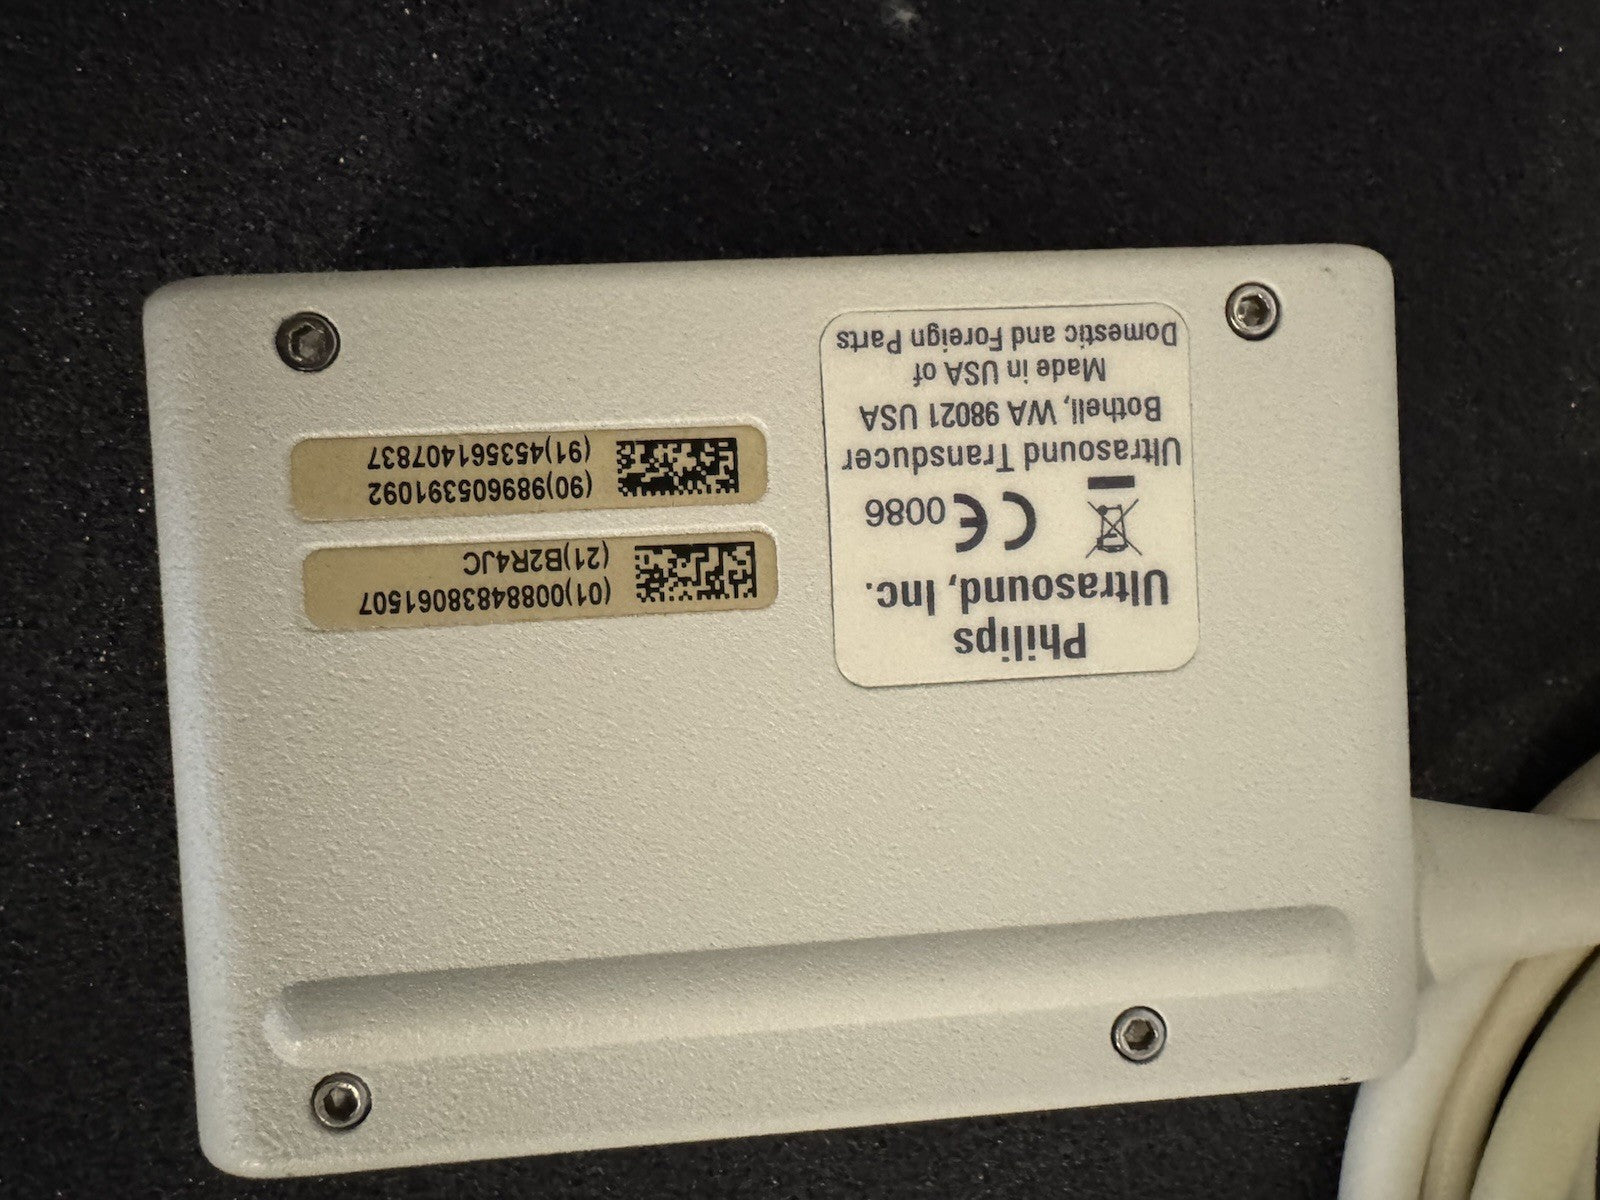 Philips
Ultrasound, Inc.
CE 0086
Ultrasound Transducer
Bothell, WA 98021 USA
Made in USA of
Domestic and Foreign Parts
(01)00884838061507
(21)B2R4JC
(90)989605391092
(91)453561407837